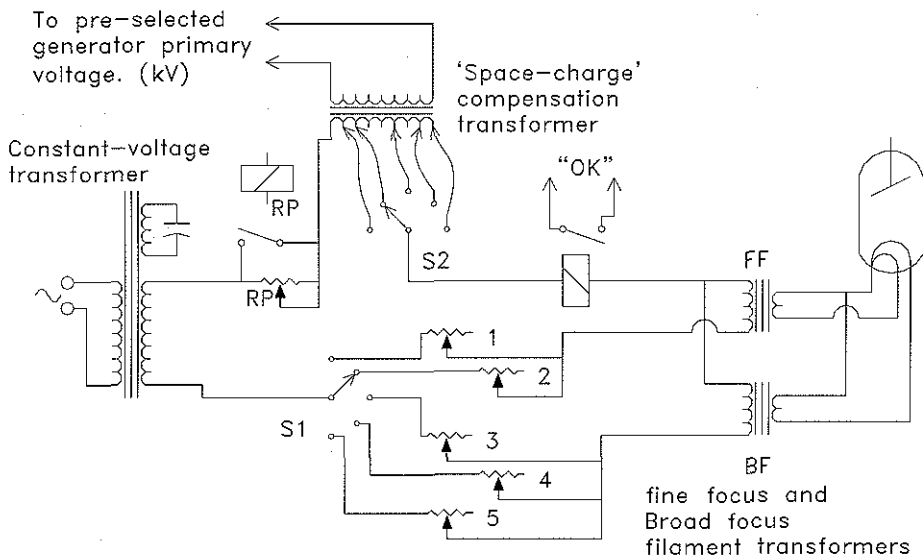 To pre-selected
generator primary
voltage. (kV)
'Space-charge'
compensation
transformer
Constant-voltage
transformer
RP
"OK"
S2
FF
RP
1
2
S1
3
4
BF
5
fine focus and
Broad focus
filament transformers